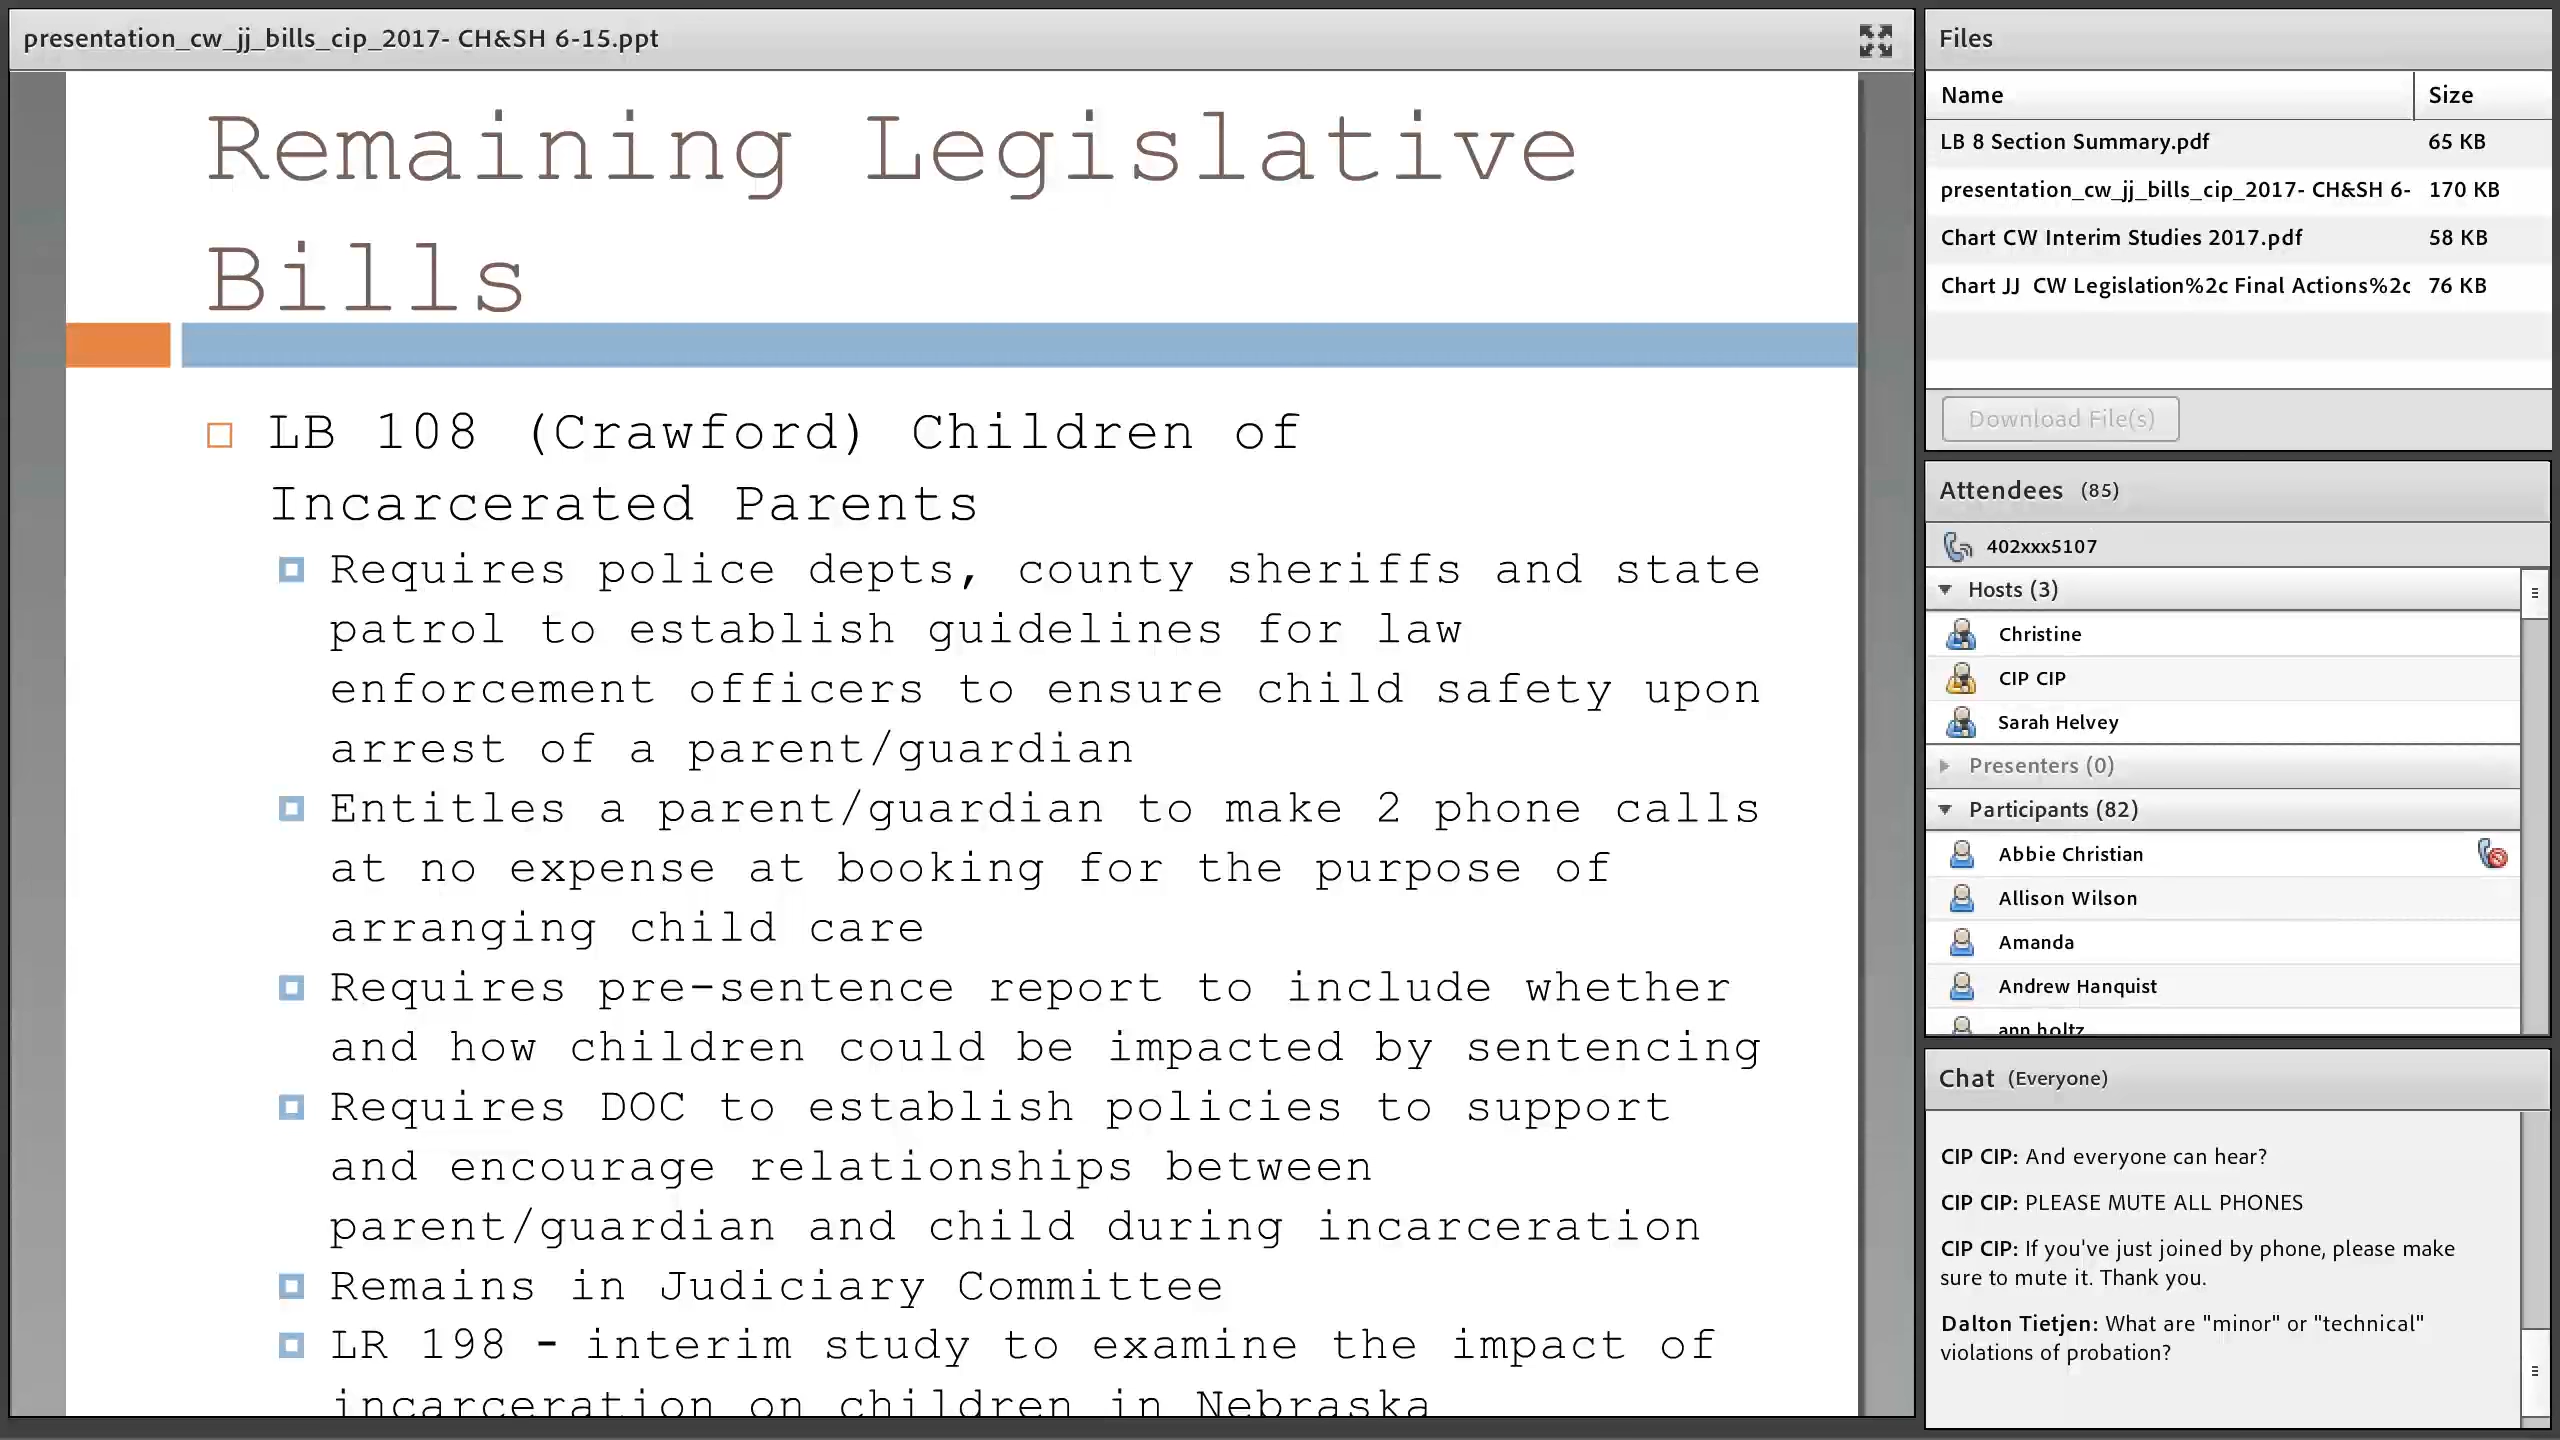 presentation_cw_jj_bills_cip_2017- CH&SH 6-15.ppt
Remaining Legislative
Bills
LB 108 (Crawford) Children of
Incarcerated Parents
Requires police depts, county sheriffs and state
patrol to establish guidelines for law
enforcement officers to ensure child safety upon
arrest of a parent/guardian
Entitles a parent/guardian to make 2 phone calls
at no expense at booking for the purpose of
arranging child care
Requires pre-sentence report to include whether
and how children could be impacted by sentencing
Requires DOC to establish policies to support
and encourage relationships between
parent/guardian and child during incarceration
Remains in Judiciary Committee
LR 198 - interim study to examine the impact of
incarceration on children in Nebraska
Files
Name Size
LB 8 Section Summary.pdf 65 KB
presentation_cw_jj_bills_cip_2017- CH&SH 6- 170 KB
Chart CW Interim Studies 2017.pdf 58 KB
Chart JJ  CW Legislation%2c Final Actions%2c 76 KB
Download File(s)
Attendees (85)
402xxx5107
Hosts (3)
Christine
CIP CIP
Sarah Helvey
Presenters (0)
Participants (82)
Abbie Christian
Allison Wilson
Amanda
Andrew Hanquist
ann holtz
Chat (Everyone)
CIP CIP: And everyone can hear?
CIP CIP: PLEASE MUTE ALL PHONES
CIP CIP: If you've just joined by phone, please make
sure to mute it. Thank you.
Dalton Tietjen: What are "minor" or "technical"
violations of probation?